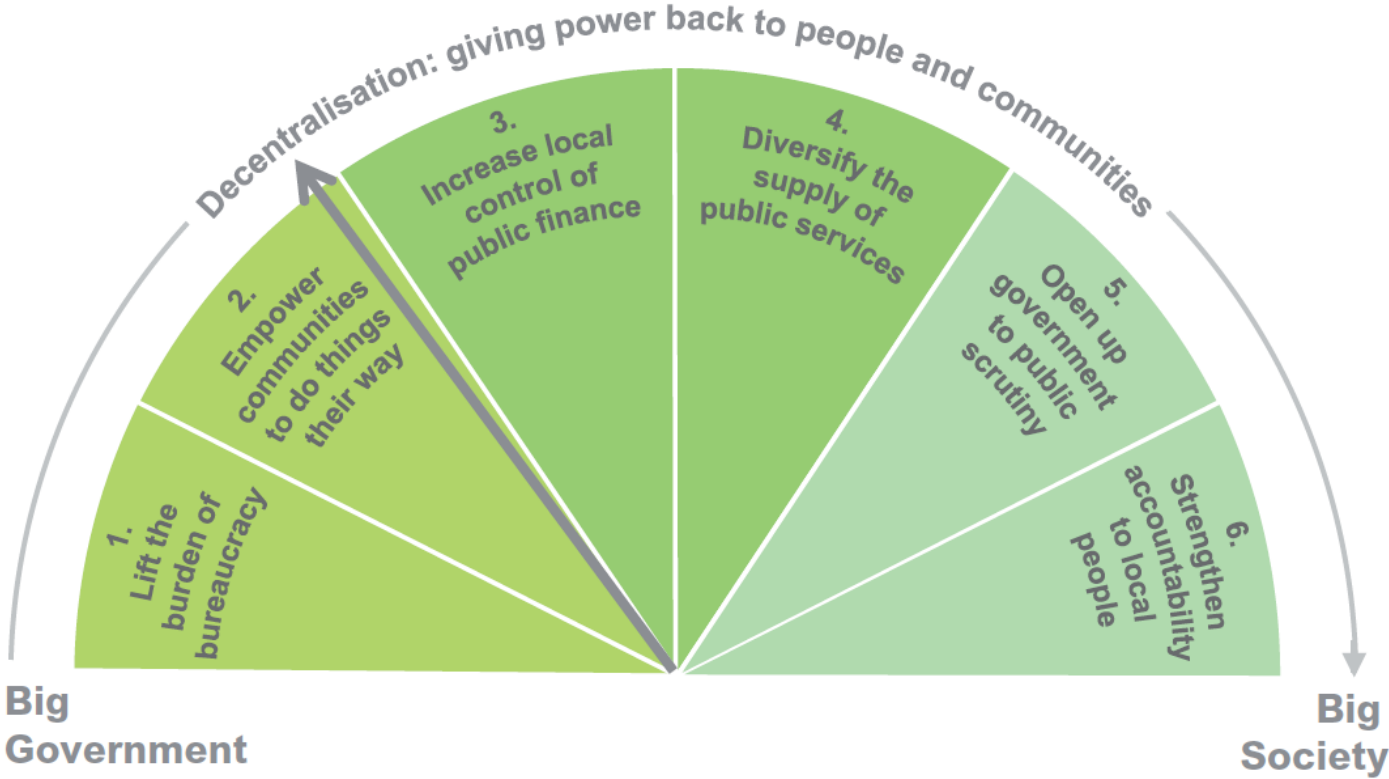 Decentralisation: giving power back to people and communities
1.
Lift the
burden of
bureaucracy
2.
Empower
communities
to do things
their way
3.
Increase local
control of
public finance
4.
Diversify the
supply of
public services
5.
Open up
government
to public
scrutiny
6.
Strengthen
accountability
to local
people
Big
Government
Big
Society